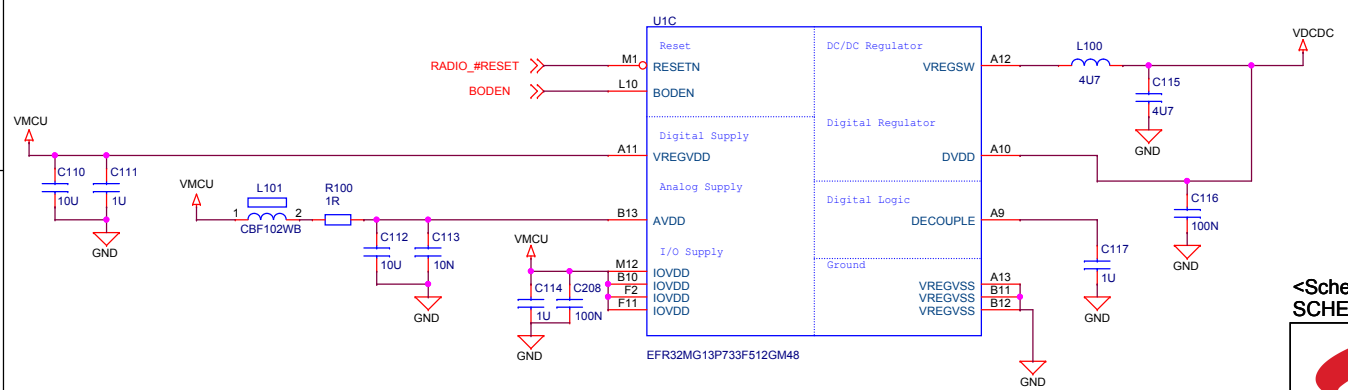 U1C
Reset
DC/DC Regulator
VDCDC
RADIO_#RESET
M1
RESETN
VREGSW
A12
L100
4U7
C115
4U7
GND
BODEN
L10
BODEN
VMCU
Digital Supply
Digital Regulator
A11
VREGVDD
DVDD
A10
C110
10U
C111
1U
GND
VMCU
L101
1
2
CBF102WB
R100
1R
Analog Supply
Digital Logic
C116
100N
GND
B13
AVDD
DECOUPLE
A9
C112
10U
C113
10N
GND
VMCU
I/O Supply
Ground
C117
1U
GND
M12
IOVDD
B10
IOVDD
F2
IOVDD
F11
IOVDD
C114
1U
C208
100N
GND
VREGVSS
A13
VREGVSS
B11
VREGVSS
B12
GND
EFR32MG13P733F512GM48
<Sche
SCHE